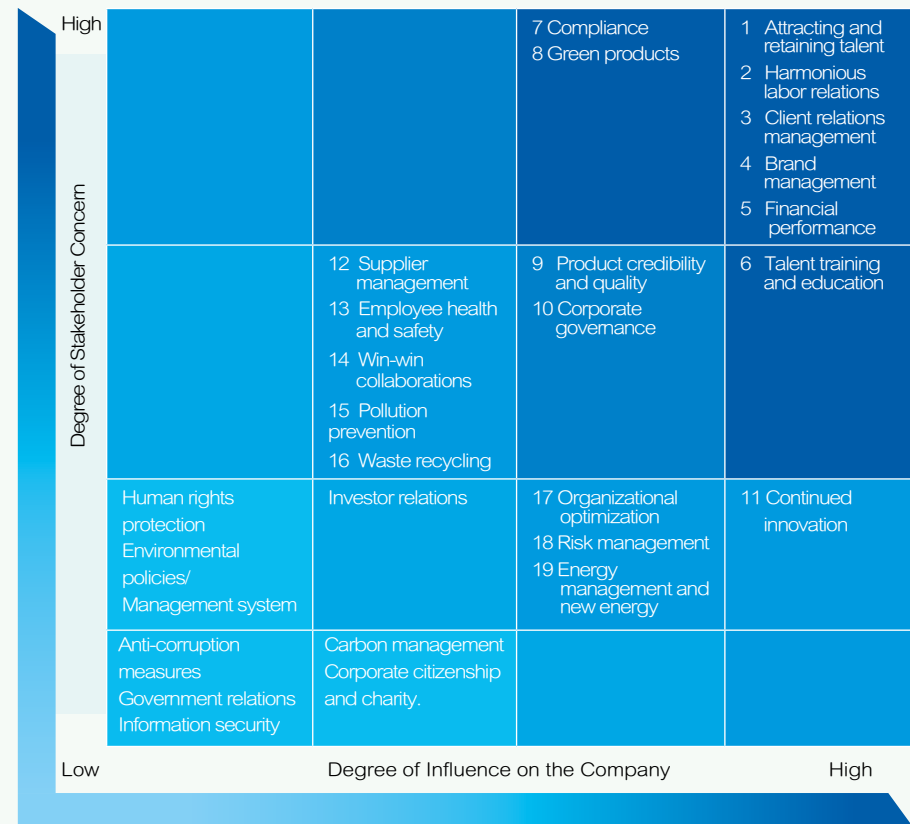 High
Degree of Stakeholder Concern
7 Compliance
8 Green products
1 Attracting and
retaining talent
2 Harmonious
labor relations
3 Client relations
management
4 Brand
management
5 Financial
performance
12 Supplier
management
13 Employee health
and safety
14 Win-win
collaborations
15 Pollution
prevention
16 Waste recycling
9 Product credibility
and quality
10 Corporate
governance
6 Talent training
and education
Human rights
protection
Environmental
policies/
Management system
Investor relations
17 Organizational
optimization
18 Risk management
19 Energy
management and
new energy
11 Continued
innovation
Anti-corruption
measures
Government relations
Information security
Carbon management
Corporate citizenship
and charity.
Low
Degree of Influence on the Company
High